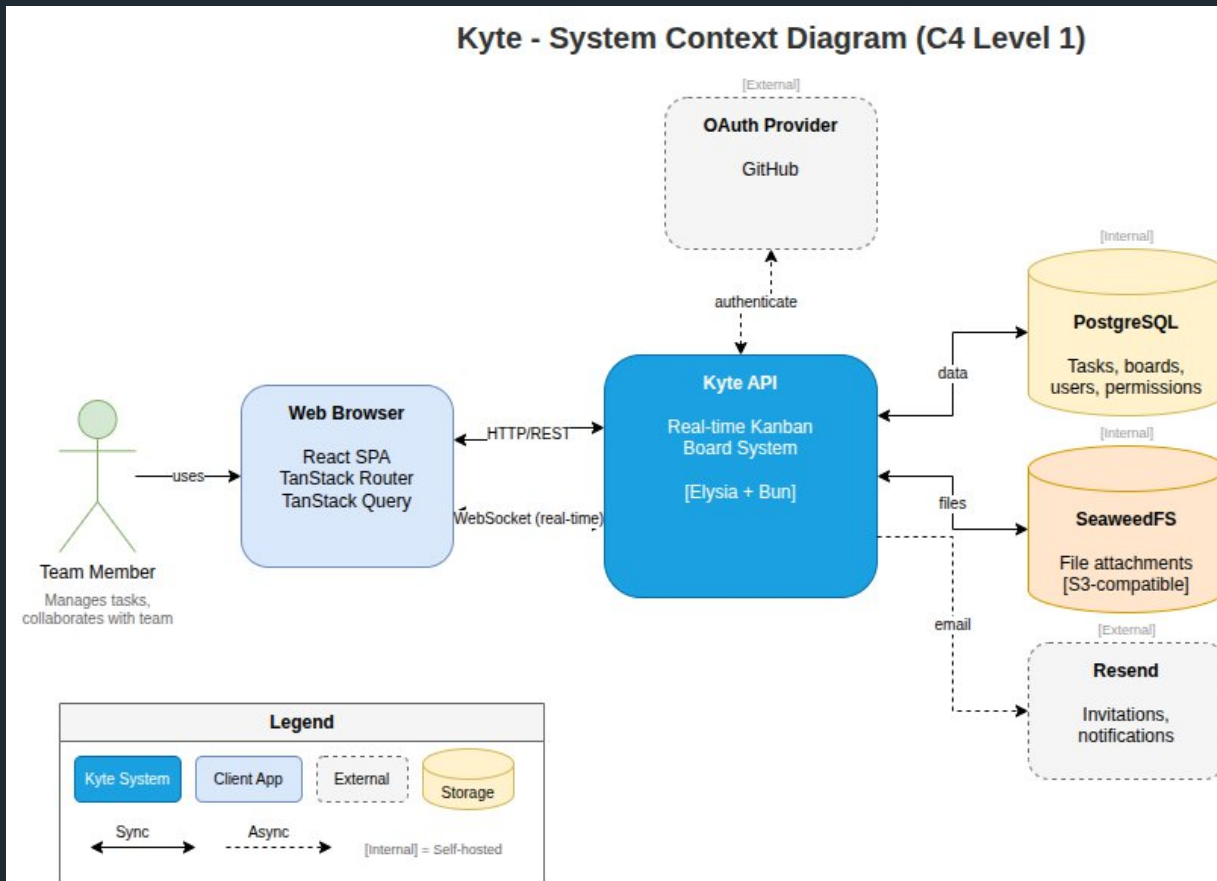 Kyte - System Context Diagram (C4 Level 1)
[External]
OAuth Provider
GitHub
authenticate
[Internal]
PostgreSQL
Tasks, boards,
users, permissions
data
Kyte API
Real-time Kanban
Board System
[Elysia + Bun]
Web Browser
React SPA
TanStack Router
TanStack Query
HTTP/REST
WebSocket (real-time)
uses
Team Member
Manages tasks,
collaborates with team
[Internal]
SeaweedFS
File attachments
[S3-compatible]
files
email
[External]
Resend
Invitations,
notifications
Legend
Kyte System
Client App
External
Storage
Sync
Async
[Internal] = Self-hosted